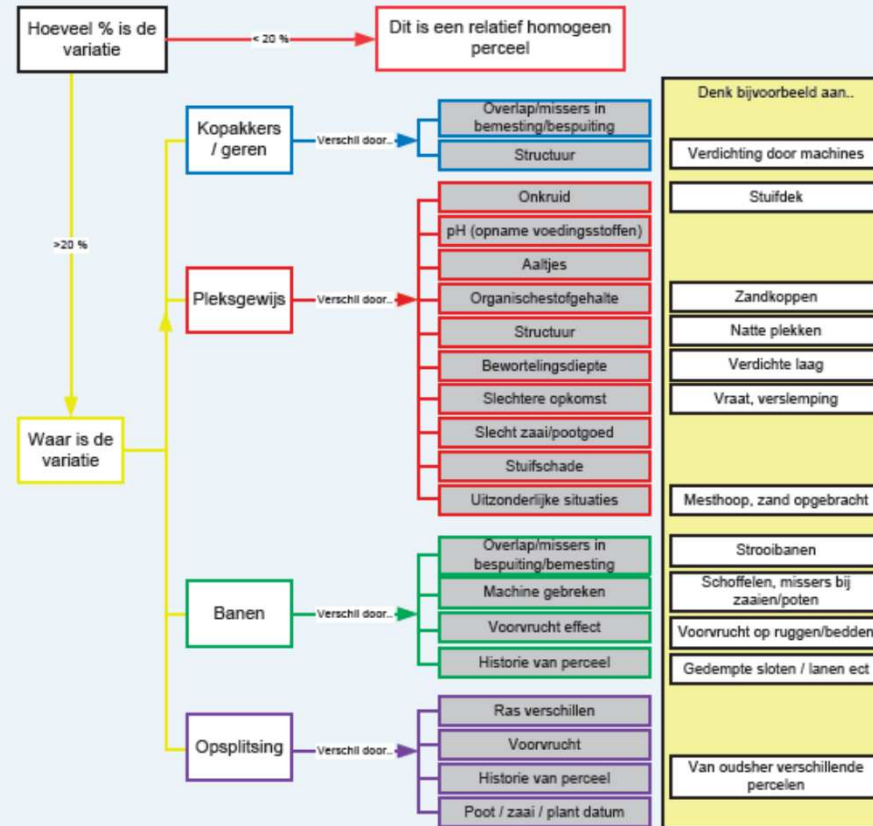 Hoeveel % is de
variatie
< 20 %
Dit is een relatief homogeen
perceel
>20 %
Waar is de
variatie
Denk bijvoorbeeld aan..
Kopakkers
/ geren
Verschil door..
Overlap/missers in
bemesting/bespuiting
Structuur
Verdichting door machines
Pleksgewijs
Verschil door..
Onkruid
Stuifdek
pH (opname voedingsstoffen)
Aaltjes
Organischestofgehalte
Zandkoppen
Structuur
Natte plekken
Bewortelingsdiepte
Verdichte laag
Slechtere opkomst
Vraat, verslemping
Slecht zaai/pootgoed
Stuifschade
Uitzonderlijke situaties
Mesthoop, zand opgebracht
Banen
Verschil door..
Overlap/missers in
bespuiting/bemesting
Strooibanen
Machine gebreken
Schoffelen, missers bij
zaaien/poten
Voorvrucht effect
Voorvrucht op ruggen/bedden
Historie van perceel
Gedempte sloten / lanen ect
Opsplitsing
Verschil door..
Ras verschillen
Voorvrucht
Historie van perceel
Van oudsher verschillende
percelen
Poot / zaai / plant datum